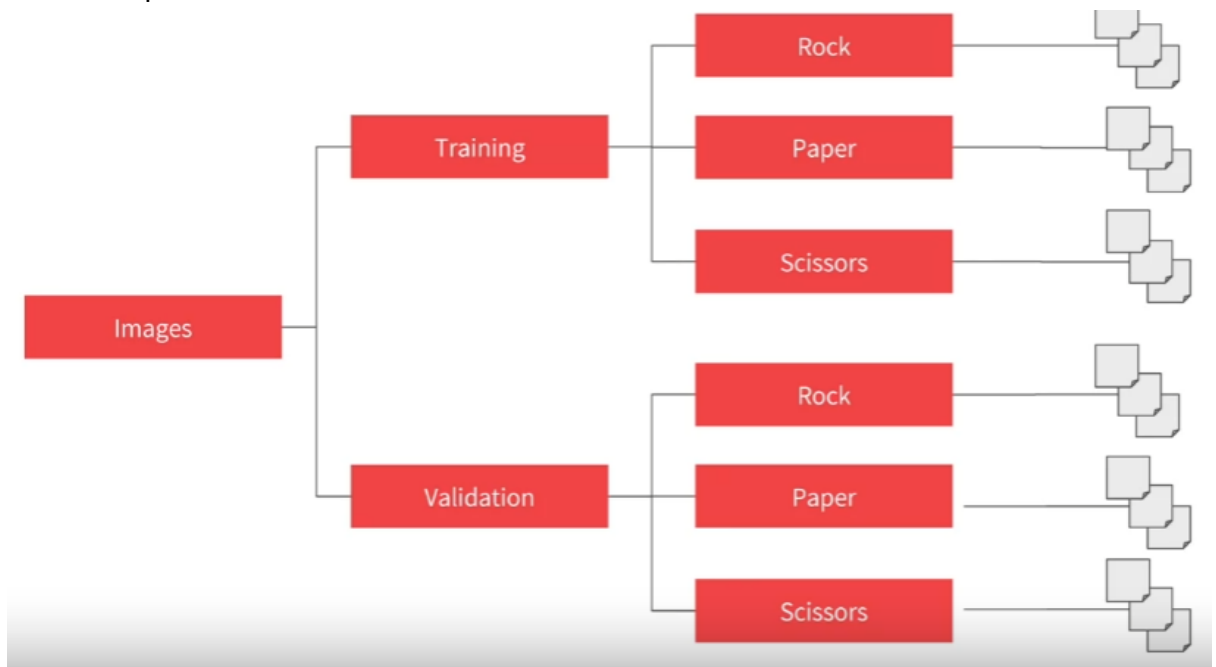 Images
Training
Rock
Paper
Scissors
Validation
Rock
Paper
Scissors